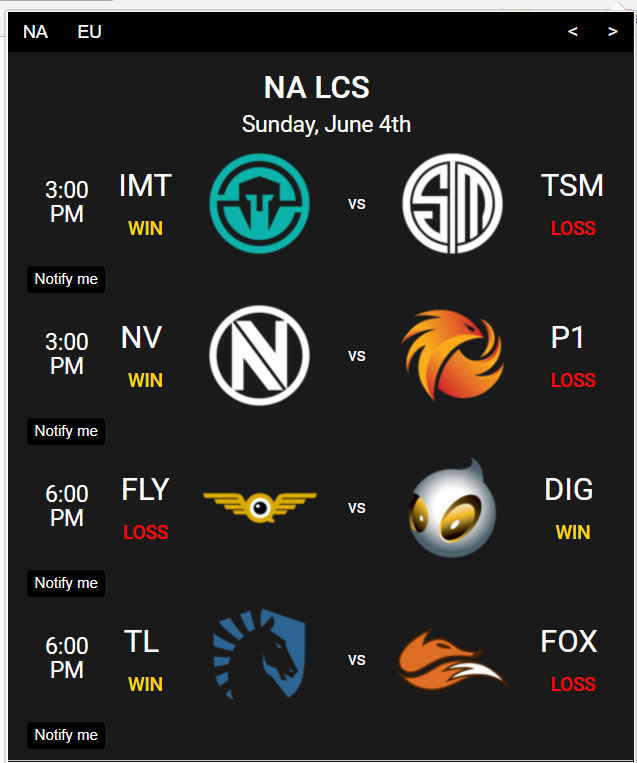 NA EU < >
NA LCS
Sunday, June 4th
3:00 PM IMT WIN vs TSM LOSS
Notify me
3:00 PM NV WIN vs P1 LOSS
Notify me
6:00 PM FLY LOSS vs DIG WIN
Notify me
6:00 PM TL WIN vs FOX LOSS
Notify me